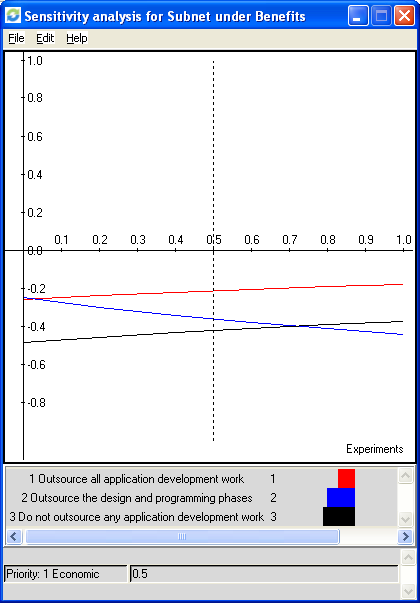 Sensitivity analysis for Subnet under Benefits
File Edit Help
1.0
0.8
0.6
0.4
0.2
0.1 0.2 0.3 0.4 0.5 0.6 0.7 0.8 0.9 1.0
0.0
-0.2
-0.4
-0.6
-0.8
Experiments
1 Outsource all application development work 1
2 Outsource the design and programming phases 2
3 Do not outsource any application development work 3
Priority: 1 Economic 0.5